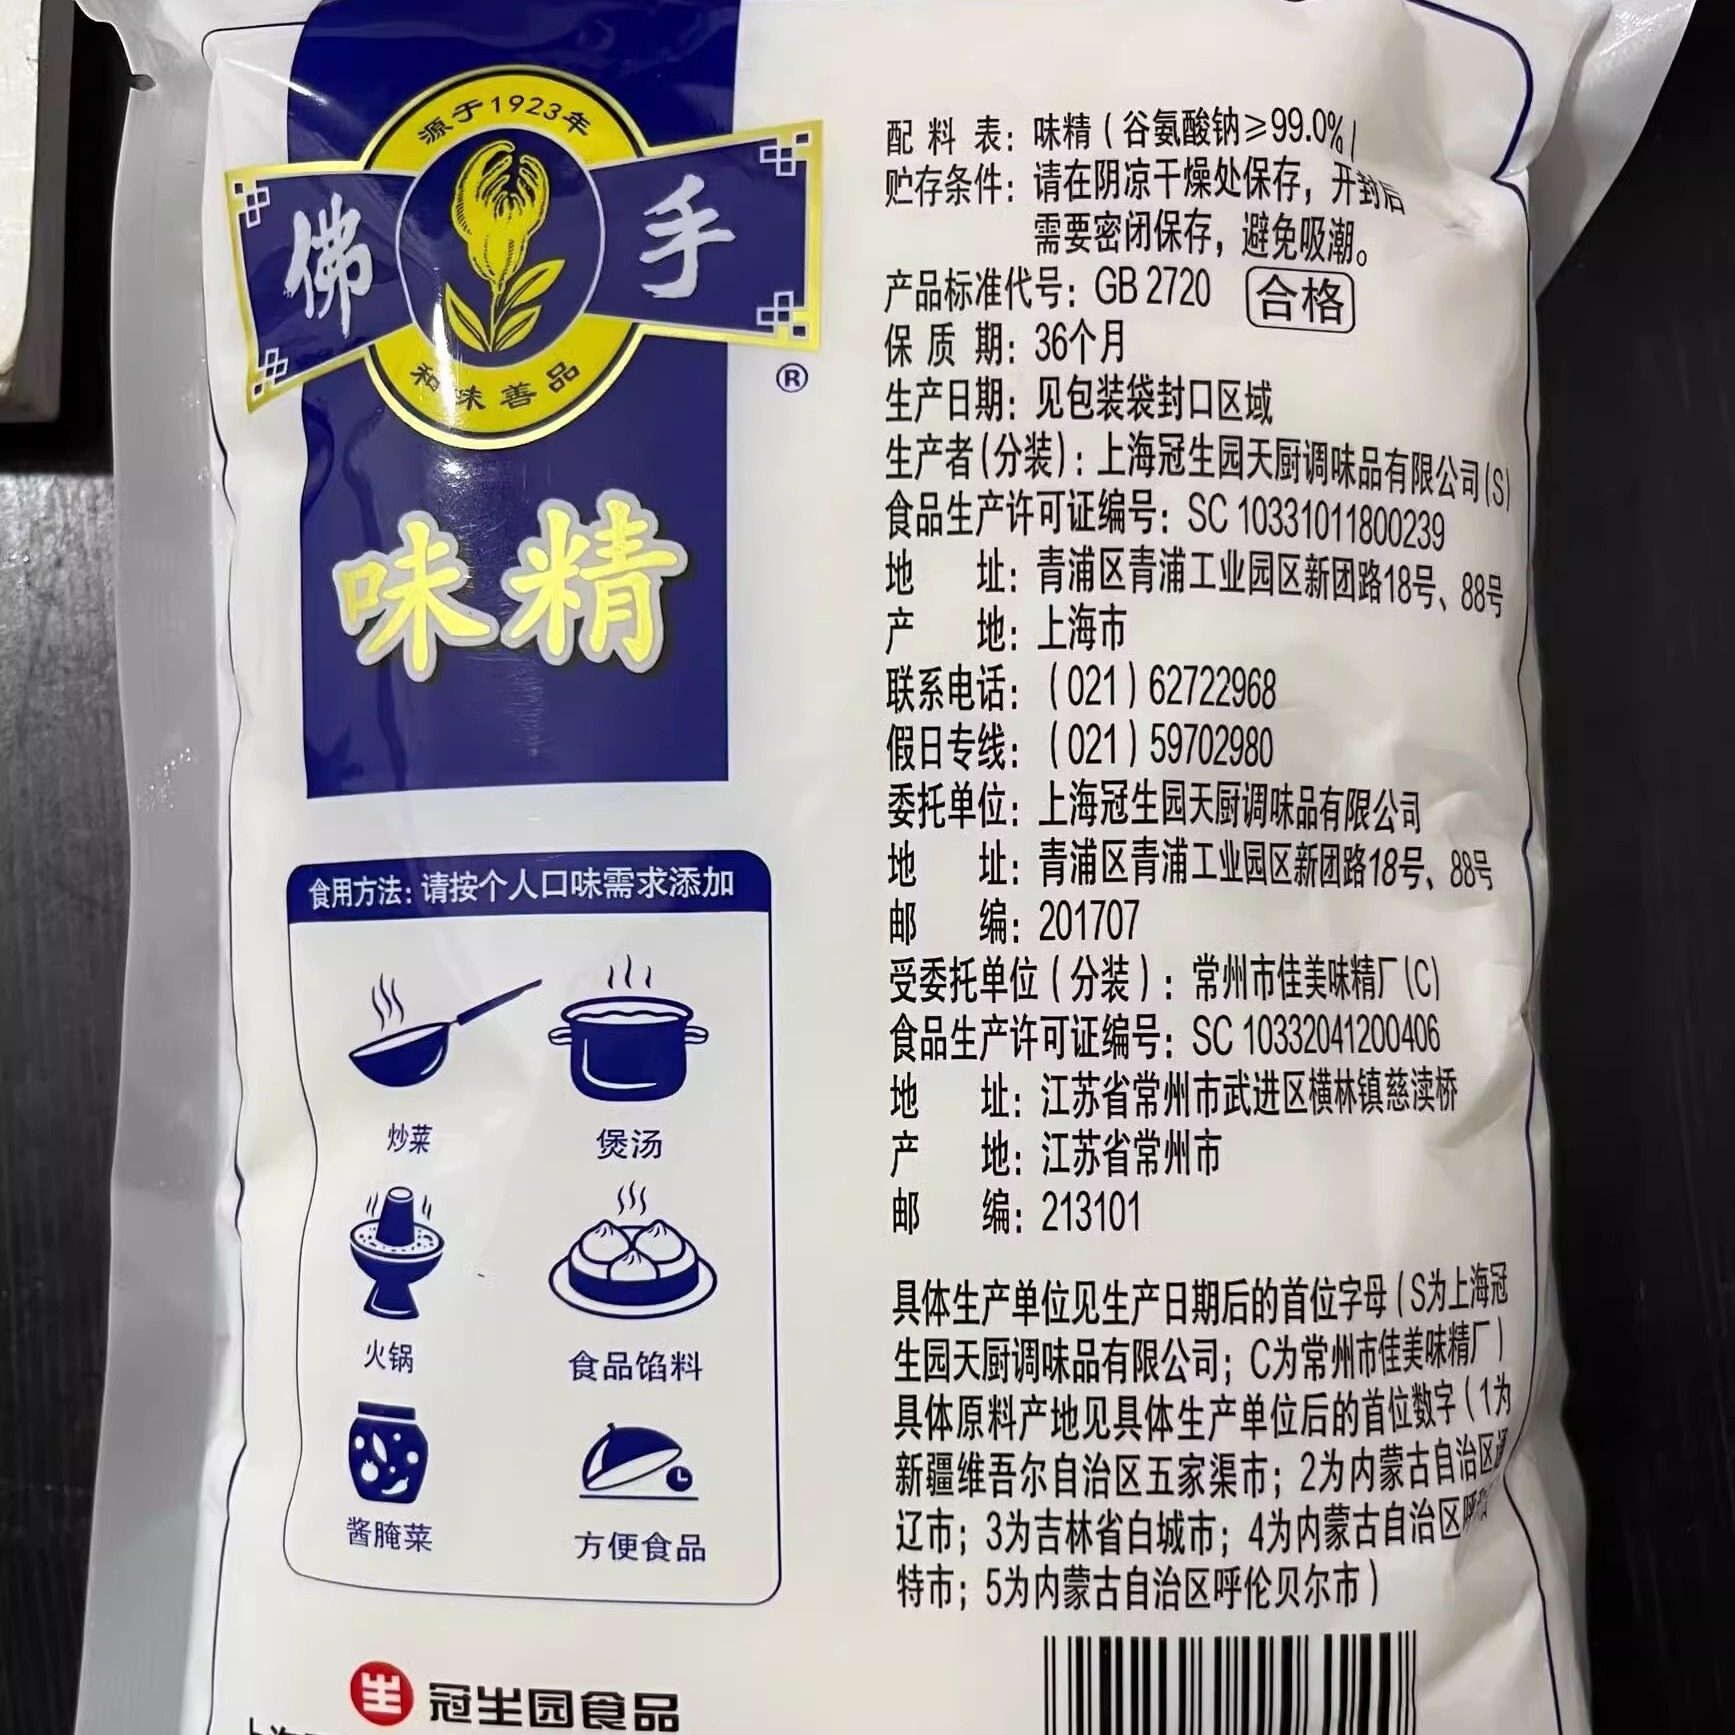 源于1923年
佛手
和味善品
®
味精
食用方法:请按个人口味需求添加
炒菜
煲汤
火锅
食品馅料
酱腌菜
方便食品
生 冠生园食品
配 料 表: 味精(谷氨酸钠≥99.0%)
贮存条件: 请在阴凉干燥处保存, 开封后
需要密闭保存, 避免吸潮。
产品标准代号: GB 2720 合格
保 质 期: 36个月
生产日期: 见包装袋封口区域
生产者(分装): 上海冠生园天厨调味品有限公司(S)
食品生产许可证编号: SC 10331011800239
地 址: 青浦区青浦工业园区新团路18号、88号
产 地: 上海市
联系电话: (021) 62722968
假日专线: (021) 59702980
委托单位: 上海冠生园天厨调味品有限公司
地 址: 青浦区青浦工业园区新团路18号、88号
邮 编: 201707
受委托单位(分装): 常州市佳美味精厂(C)
食品生产许可证编号: SC 10332041200406
地 址: 江苏省常州市武进区横林镇慈渎桥
产 地: 江苏省常州市
邮 编: 213101
具体生产单位见生产日期后的首位字母(S为上海冠
生园天厨调味品有限公司; C为常州市佳美味精厂)
具体原料产地见具体生产单位后的首位数字(1为
新疆维吾尔自治区五家渠市; 2为内蒙古自治区通
辽市; 3为吉林省白城市; 4为内蒙古自治区呼
特市; 5为内蒙古自治区呼伦贝尔市)